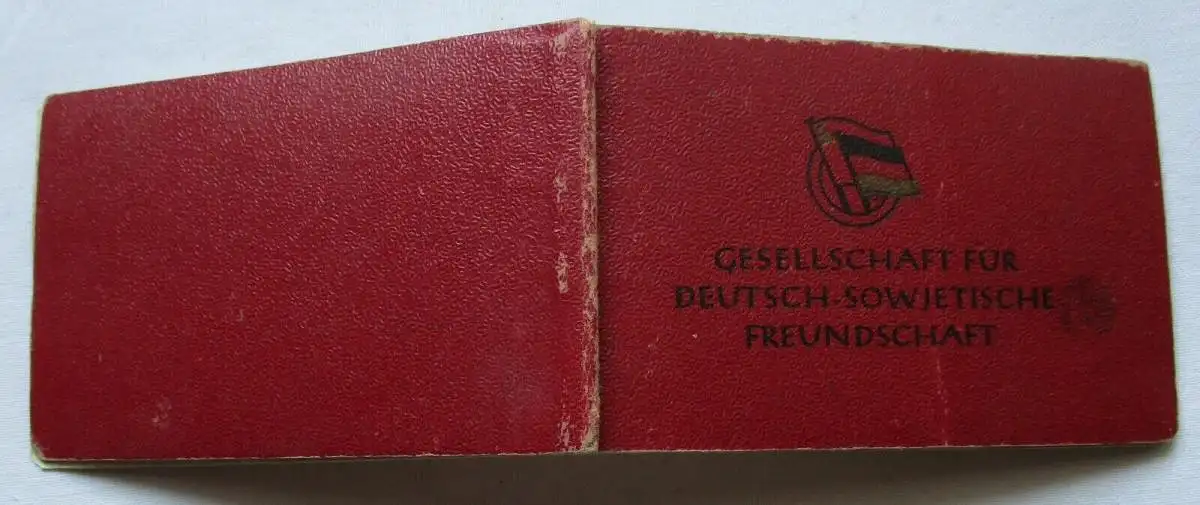 GESELLSCHAFT FÜR
DEUTSCH-SOWJETISCHE
FREUNDSCHAFT